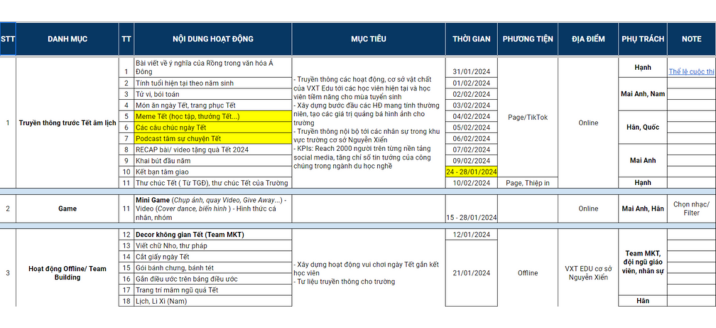 STT DANH MỤC TT NỘI DUNG HOẠT ĐỘNG MỤC TIÊU THỜI GIAN PHƯƠNG TIỆN ĐỊA ĐIỂM PHỤ TRÁCH NOTE
1 Truyền thông trước Tết âm lịch
1 Bài viết về ý nghĩa của Rồng trong văn hóa Á
Đông
31/01/2024
2 Tính tuổi hiện tại theo năm sinh 01/02/2024
3 Tử vi, bói toán 02/02/2024
4 Món ăn ngày Tết, trang phục Tết 03/02/2024
5 Meme Tết (học tập, thưởng Tết...) 04/02/2024
6 Các câu chúc ngày Tết 05/02/2024
7 Podcast tâm sự chuyện Tết 06/02/2024
8 RECAP bài/ video tặng quà Tết 2024 07/02/2024
9 Khai bút đầu năm 09/02/2024
10 Kết bạn tâm giao 24 - 28/01/2024
11 Thư chúc Tết ( Từ TGĐ), thư chúc Tết của Trường 10/02/2024
- Truyền thông các hoạt động, cơ sở vật chất
của VXT Edu tới các học viên hiện tại và học
viên tiềm năng cho mùa tuyển sinh
- Xây dựng bước đầu các HĐ mang tính thường
niên, tạo các giá trị quảng bá hình ảnh cho
trường
- Truyền thông nội bộ tới các nhân sự trong khu
vực trường cơ sở Nguyễn Xiển
- KPIs: Reach 2000 người trên từng nền tảng
social media, tăng chỉ số tin tưởng của công
chúng trong ngành du học nghề
Page/TikTok
Page, Thiệp in
Online
Hạnh
Mai Anh, Nam
Hân, Quốc
Mai Anh
Hạnh
Thể lệ cuộc thi
2 Game 11
Mini Game (Chụp ảnh, quay Video, Give Away...) -
Video (Cover dance, biến hình ) - Hình thức cá
nhân, nhóm
15 - 28/01/2024
Online
Mai Anh, Hân
Chọn nhạc/
Filter
3 Hoạt động Offline/ Team
Building
12 Decor không gian Tết (Team MKT) 12/01/2024
13 Viết chữ Nho, thư pháp
14 Cắt giấy ngày Tết
15 Gói bánh chưng, bánh tét
16 Gắn điều ước trên bảng điều ước
17 Trang trí mâm ngũ quả Tết
18 Lịch, Lì Xì (Nam)
- Xây dựng hoạt động vui chơi ngày Tết gắn kết
học viên
- Tư liệu truyền thông cho trường
21/01/2024
Offline
VXT EDU cơ sở
Nguyễn Xiển
Team MKT,
đội ngũ giáo
viên, nhân sự
Hân